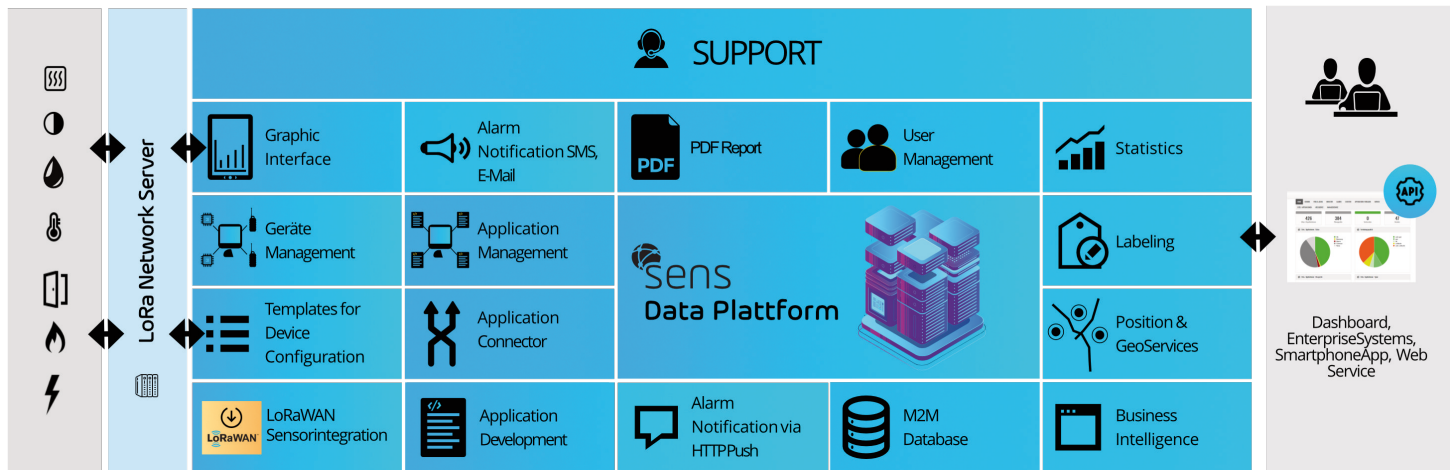 SUPPORT
LoRa Network Server
Graphic
Interface
Alarm
Notification SMS,
E-Mail
PDF
PDF Report
User
Management
Statistics
Geräte
Management
Application
Management
sens
Data Plattform
Labeling
Templates for
Device
Configuration
Application
Connector
Position &
GeoServices
LoRaWAN
LoRaWAN
Sensorintegration
</>
Application
Development
Alarm
Notification via
HTTPPush
M2M
Database
Business
Intelligence
API
Dashboard,
EnterpriseSystems,
SmartphoneApp, Web
Service